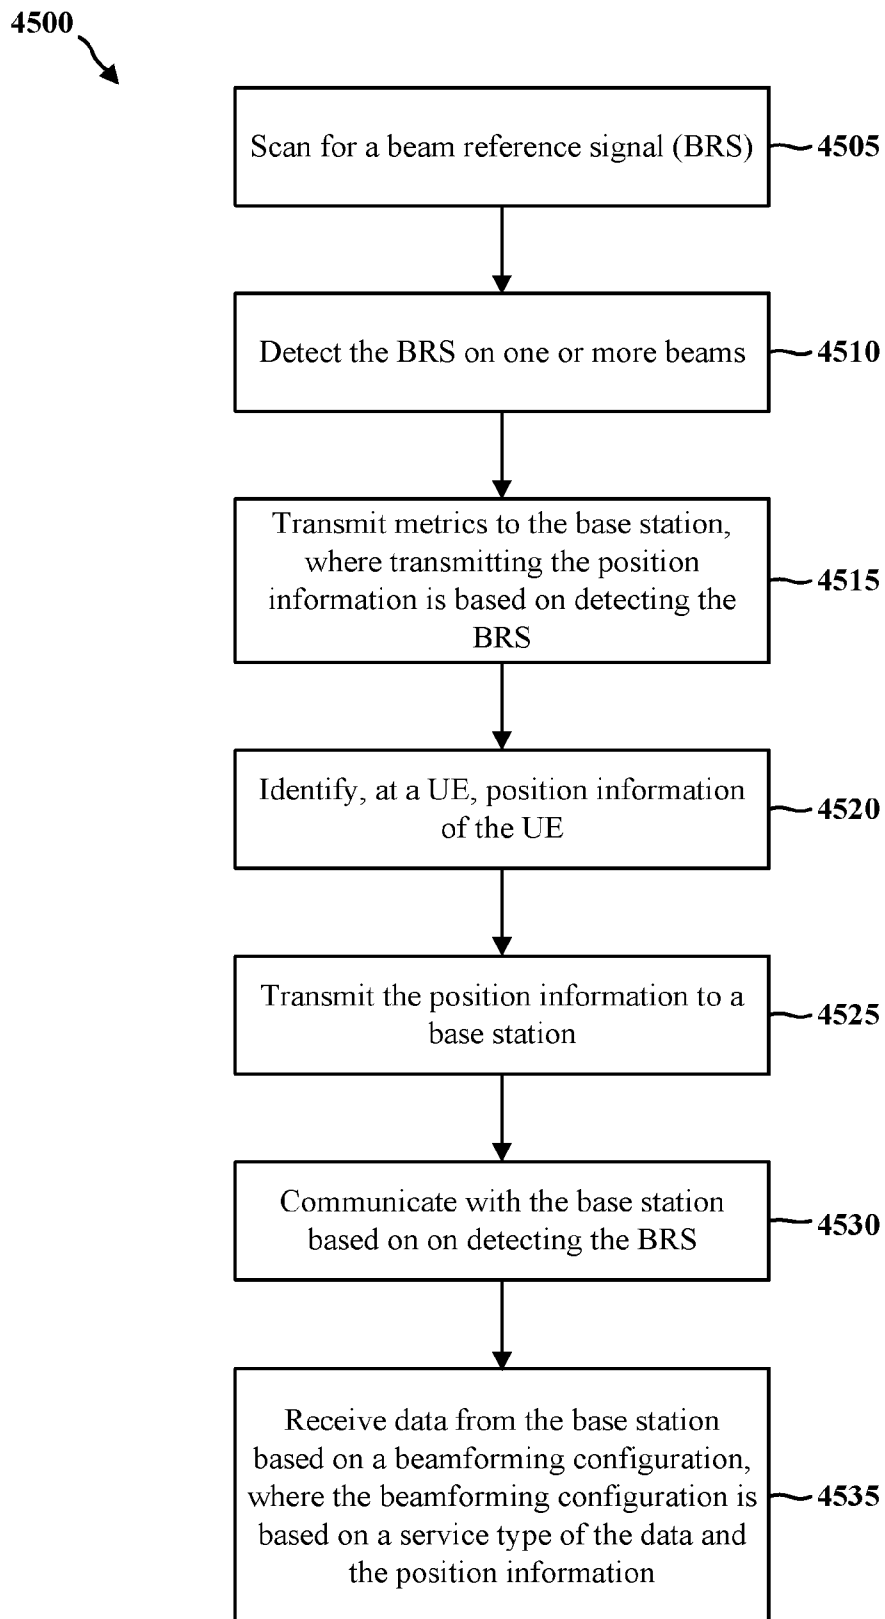 4500
Scan for a beam reference signal (BRS)
4505
Detect the BRS on one or more beams
4510
Transmit metrics to the base station,
where transmitting the position
information is based on detecting the
BRS
4515
Identify, at a UE, position information
of the UE
4520
Transmit the position information to a
base station
4525
Communicate with the base station
based on on detecting the BRS
4530
Receive data from the base station
based on a beamforming configuration,
where the beamforming configuration is
based on a service type of the data and
the position information
4535